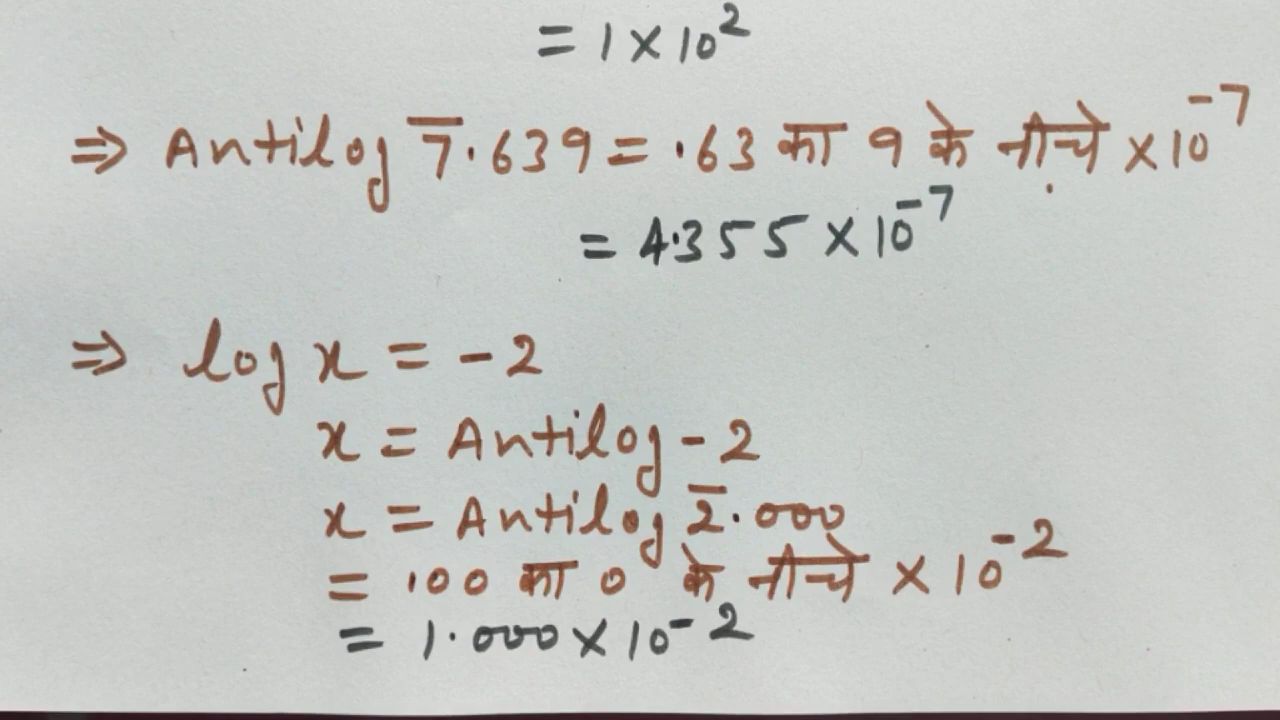 = 1 × 10²
⇒ Antilog 7̅.639 = .63 का 9 के नीचे × 10⁻⁷
= 4.355 × 10⁻⁷
⇒ log x = -2
x = Antilog -2
x = Antilog 2̅.000
= .00 का 0 के नीचे × 10⁻²
= 1.000 × 10⁻²